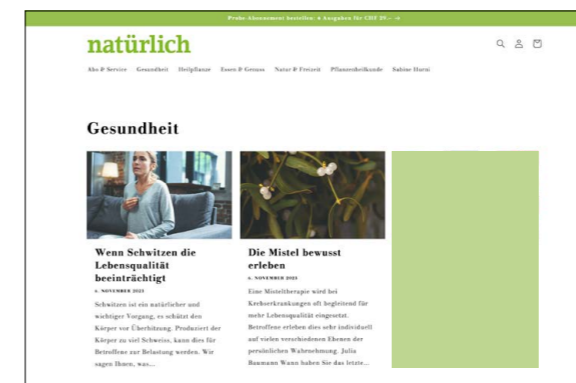 Probe-Abonnement bestellen: 4 Ausgaben für CHF 29.– →
natürlich
Abo & Service Gesundheit Heilpflanze Essen & Genuss Natur & Freizeit Pflanzenheilkunde Sabine Hurni
Gesundheit
Wenn Schwitzen die
Lebensqualität
beeinträchtigt
6. NOVEMBER 2023
Schwitzen ist ein natürlicher und
wichtiger Vorgang, es schützt den
Körper vor Überhitzung. Produziert der
Körper zu viel Schweiss, kann dies für
Betroffene zur Belastung werden. Wir
sagen Ihnen, was...
Die Mistel bewusst
erleben
6. NOVEMBER 2023
Eine Misteltherapie wird bei
Krebserkrankungen oft begleitend für
mehr Lebensqualität eingesetzt.
Betroffene erleben dies sehr individuell
auf vielen verschiedenen Ebenen der
persönlichen Wahrnehmung. Julia
Baumann Wann haben Sie das letzte...